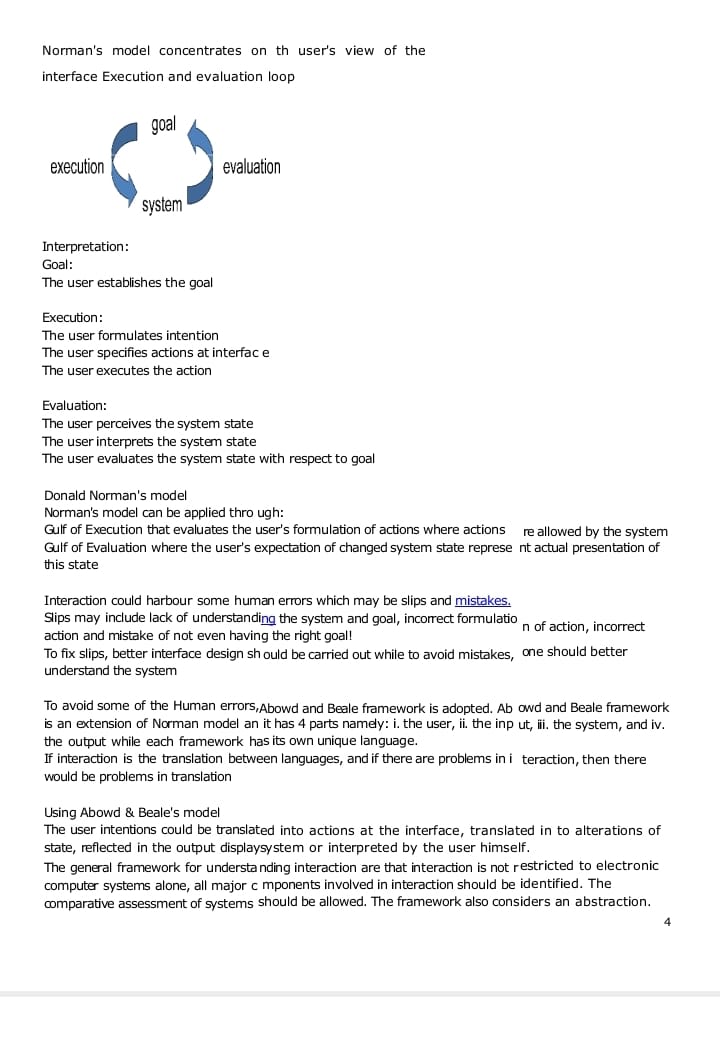 Norman's model concentrates on th user's view of the
interface Execution and evaluation loop
goal
execution
evaluation
system
Interpretation:
Goal:
The user establishes the goal
Execution:
The user formulates intention
The user specifies actions at interfac e
The user executes the action
Evaluation:
The user perceives the system state
The user interprets the system state
The user evaluates the system state with respect to goal
Donald Norman's model
Norman's model can be applied thro ugh:
Gulf of Execution that evaluates the user's formulation of actions where actions re allowed by the system
Gulf of Evaluation where the user's expectation of changed system state represe nt actual presentation of
this state
Interaction could harbour some human errors which may be slips and mistakes.
Slips may include lack of understanding the system and goal, incorrect formulatio n of action, incorrect
action and mistake of not even having the right goal!
To fix slips, better interface design sh ould be carried out while to avoid mistakes, one should better
understand the system
To avoid some of the Human errors,Abowd and Beale framework is adopted. Ab owd and Beale framework
is an extension of Norman model an it has 4 parts namely: i. the user, ii. the inp ut, iii. the system, and iv.
the output while each framework has its own unique language.
If interaction is the translation between languages, and if there are problems in i teraction, then there
would be problems in translation
Using Abowd & Beale's model
The user intentions could be translated into actions at the interface, translated in to alterations of
state, reflected in the output displaysystem or interpreted by the user himself.
The general framework for understa nding interaction are that interaction is not restricted to electronic
computer systems alone, all major c mponents involved in interaction should be identified. The
comparative assessment of systems should be allowed. The framework also considers an abstraction.
4